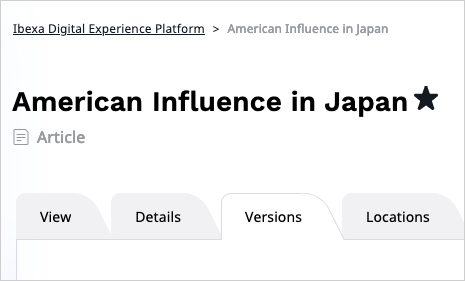 Ibexa Digital Experience Platform > American Influence in Japan
American Influence in Japan
Article
View Details Versions Locations